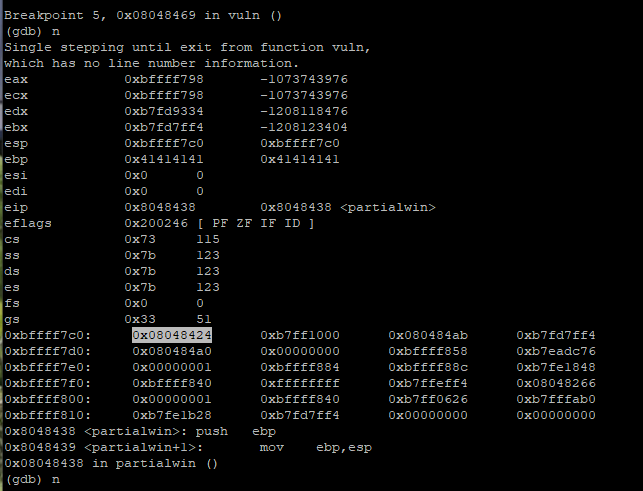 Breakpoint 5, 0x08048469 in vuln ()
(gdb) n
Single stepping until exit from function vuln,
which has no line number information.
eax 0xbffff798 -1073743976
ecx 0xbffff798 -1073743976
edx 0xb7fd9334 -1208118476
ebx 0xb7fd7ff4 -1208123404
esp 0xbffff7c0 0xbffff7c0
ebp 0x41414141 0x41414141
esi 0x0 0
edi 0x0 0
eip 0x8048438 0x8048438 <partialwin>
eflags 0x200246 [ PF ZF IF ID ]
cs 0x73 115
ss 0x7b 123
ds 0x7b 123
es 0x7b 123
fs 0x0 0
gs 0x33 51
0xbffff7c0: 0x08048424 0xb7ff1000 0x080484ab 0xb7fd7ff4
0xbffff7d0: 0x080484a0 0x00000000 0xbffff858 0xb7eadc76
0xbffff7e0: 0x00000001 0xbffff884 0xbffff88c 0xb7fe1848
0xbffff7f0: 0xbffff840 0xffffffff 0xb7ffeff4 0x08048266
0xbffff800: 0x00000001 0xbffff840 0xb7ff0626 0xb7fffab0
0xbffff810: 0xb7fe1b28 0xb7fd7ff4 0x00000000 0x00000000
0x8048438 <partialwin>: push ebp
0x8048439 <partialwin+1>: mov ebp,esp
0x08048438 in partialwin ()
(gdb) n